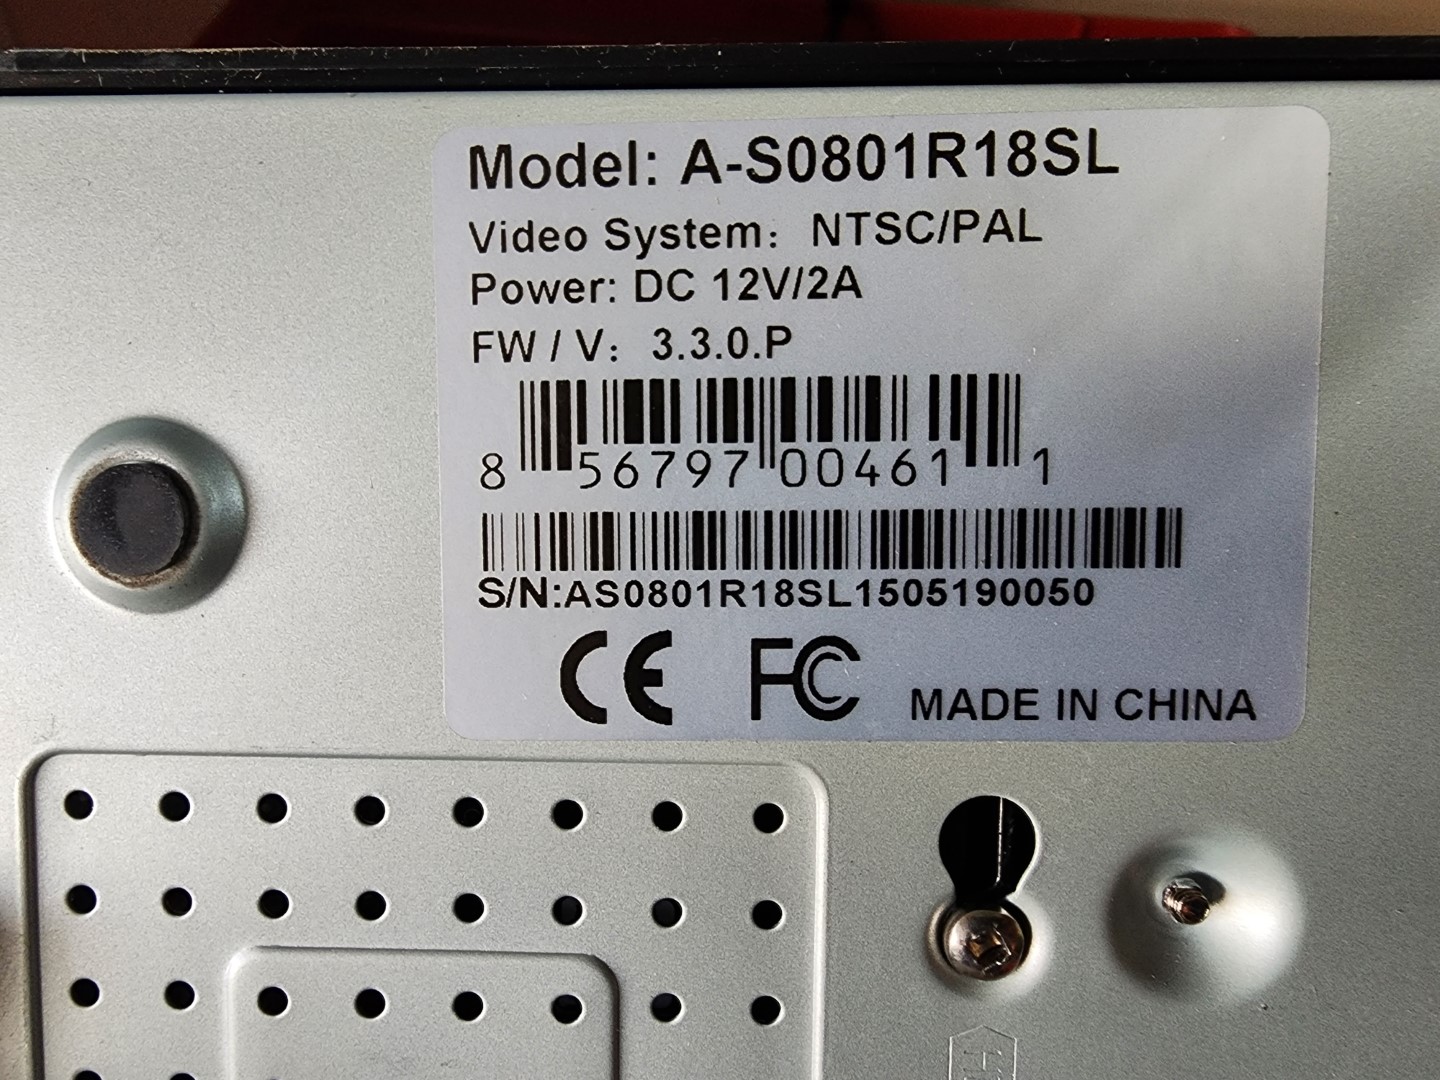 Model: A-S0801R18SL
Video System: NTSC/PAL
Power: DC 12V/2A
FW / V: 3.3.0.P
8 56797 00461 1
S/N:AS0801R18SL1505190050
CE FC MADE IN CHINA